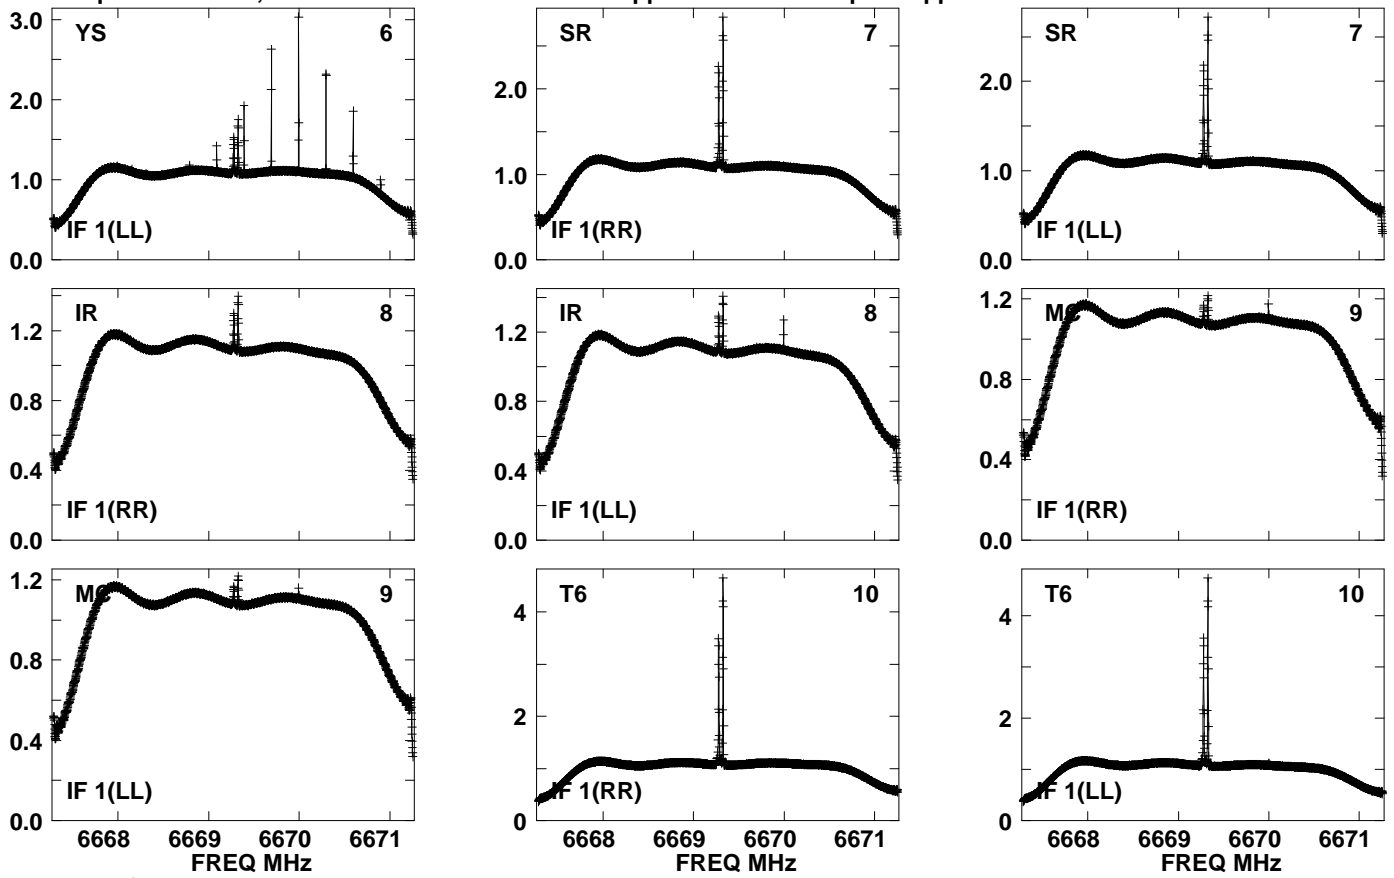 YS 6 SR 7 SR 7
3.0
2.0 2.0 2.0
1.0 1.0 1.0
IF 1(LL) IF 1(RR) IF 1(LL)
0.0 0.0 0.0
IR 8 IR 8 MC 9
1.2 1.2 1.2
0.8 0.8 0.8
0.4 0.4 0.4
IF 1(RR) IF 1(LL) IF 1(RR)
0.0 0.0 0.0
MC 9 T6 10 T6 10
1.2 4 4
0.8
2 2
0.4
IF 1(LL) IF 1(RR) IF 1(LL)
0.0 0 0
6668 6669 6670 6671 6668 6669 6670 6671 6668 6669 6670 6671
FREQ MHz FREQ MHz FREQ MHz